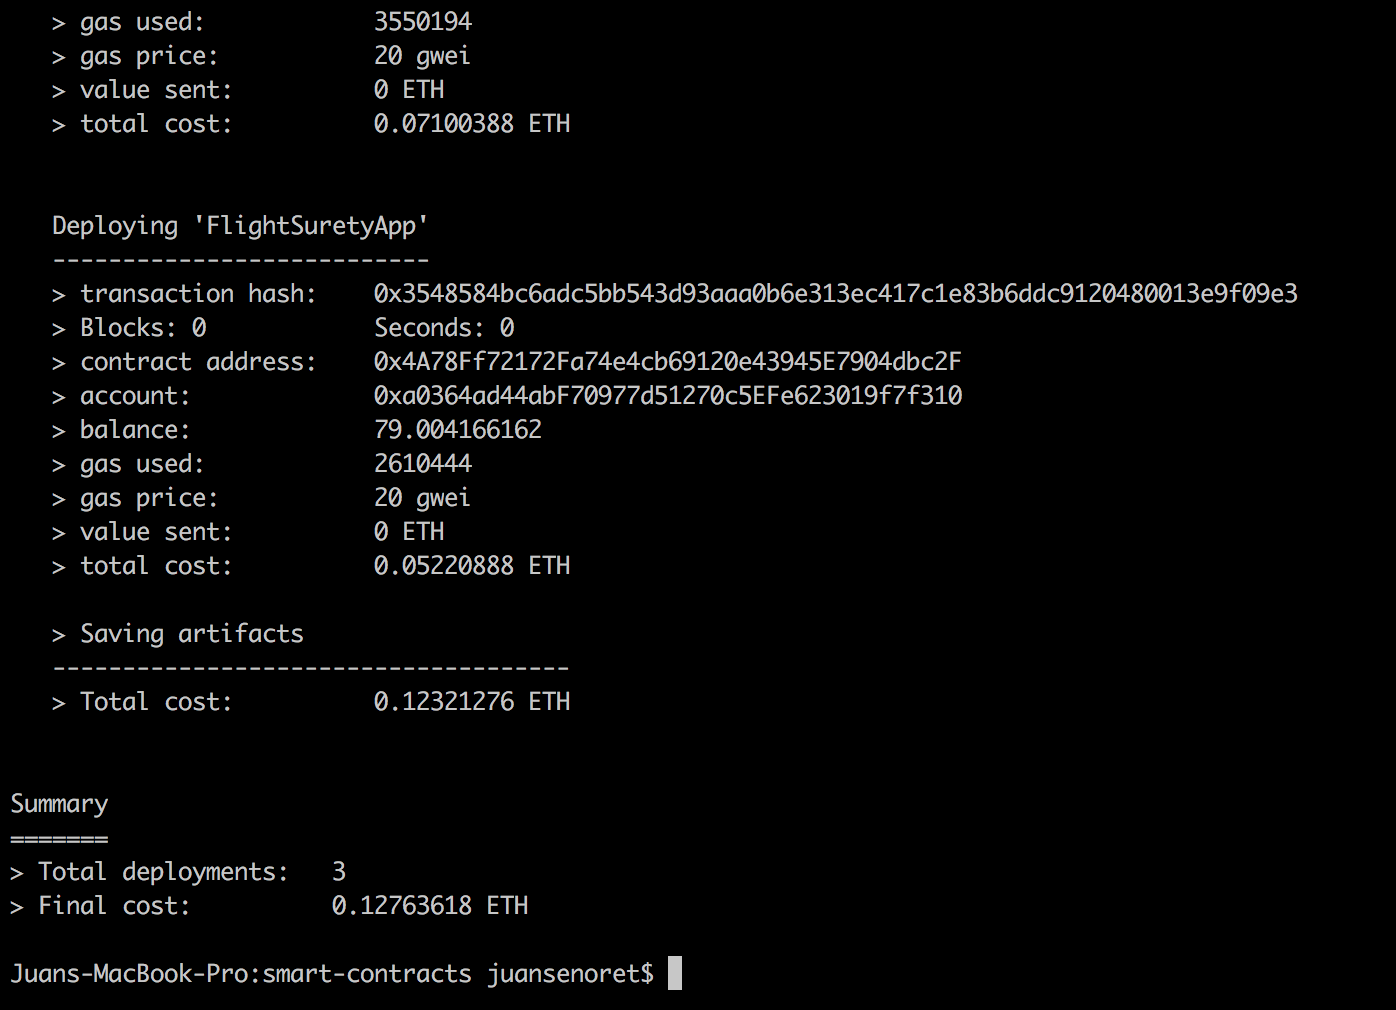 > gas used: 3550194
> gas price: 20 gwei
> value sent: 0 ETH
> total cost: 0.07100388 ETH
Deploying 'FlightSuretyApp'
---------------------------
> transaction hash: 0x3548584bc6adc5bb543d93aaa0b6e313ec417c1e83b6ddc9120480013e9f09e3
> Blocks: 0 Seconds: 0
> contract address: 0x4A78Ff72172Fa74e4cb69120e43945E7904dbc2F
> account: 0xa0364ad44abF70977d51270c5EFe623019f7f310
> balance: 79.004166162
> gas used: 2610444
> gas price: 20 gwei
> value sent: 0 ETH
> total cost: 0.05220888 ETH
> Saving artifacts
-------------------------------------
> Total cost: 0.12321276 ETH
Summary
=======
> Total deployments: 3
> Final cost: 0.12763618 ETH
Juans-MacBook-Pro:smart-contracts juansenoret$